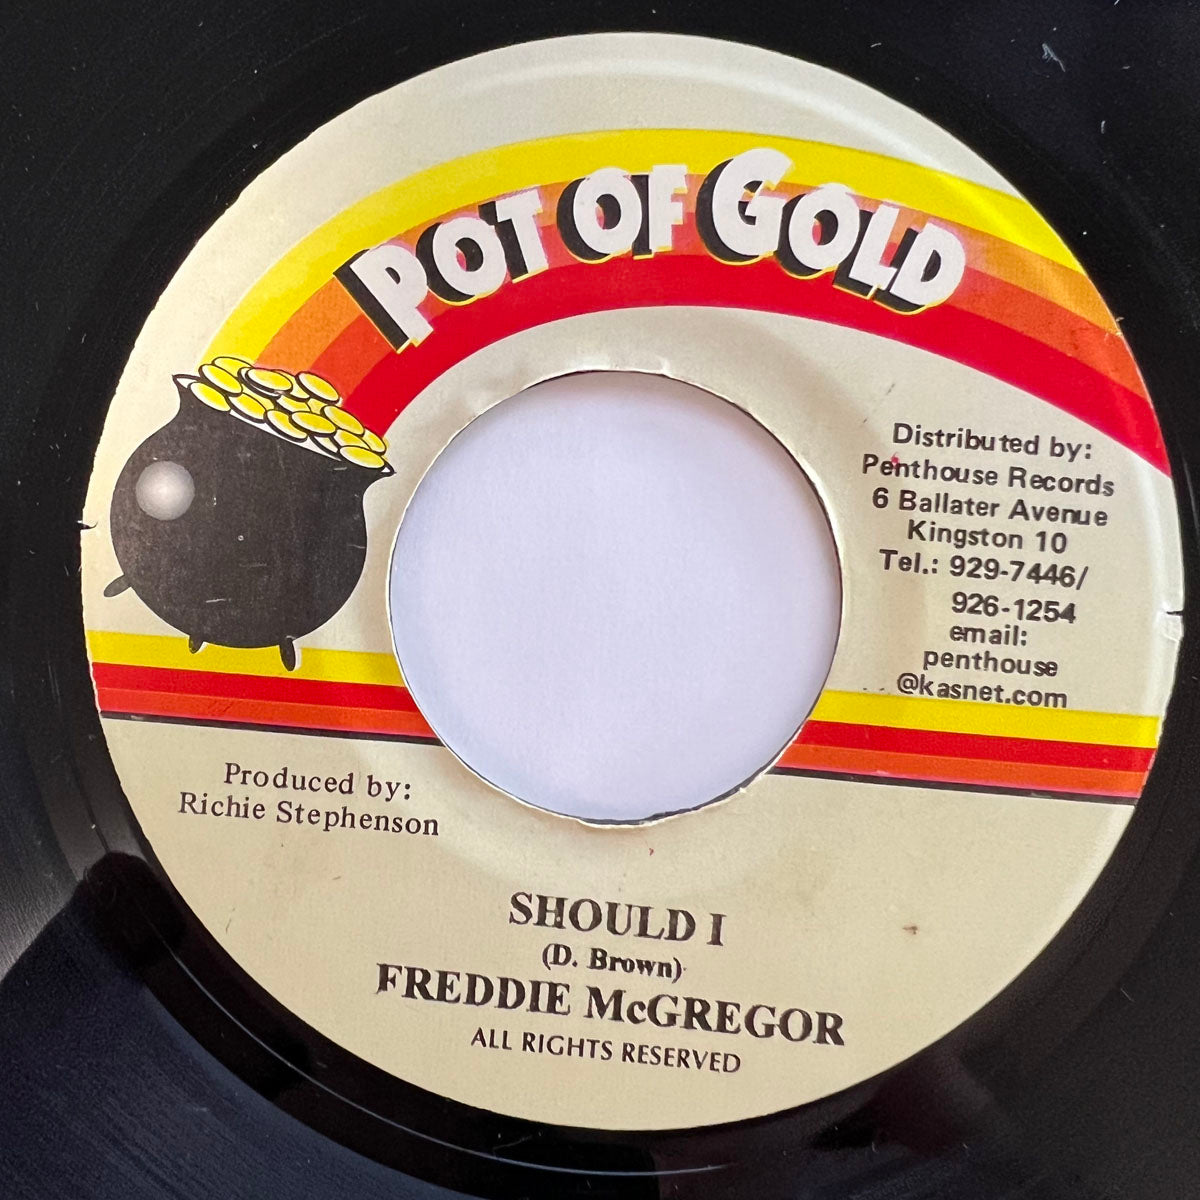 POT OF GOLD
Distributed by:
Penthouse Records
6 Ballater Avenue
Kingston 10
Tel.: 929-7446/
926-1254
email:
penthouse
@kasnet.com
Produced by:
Richie Stephenson
SHOULD I
(D. Brown)
FREDDIE McGREGOR
ALL RIGHTS RESERVED